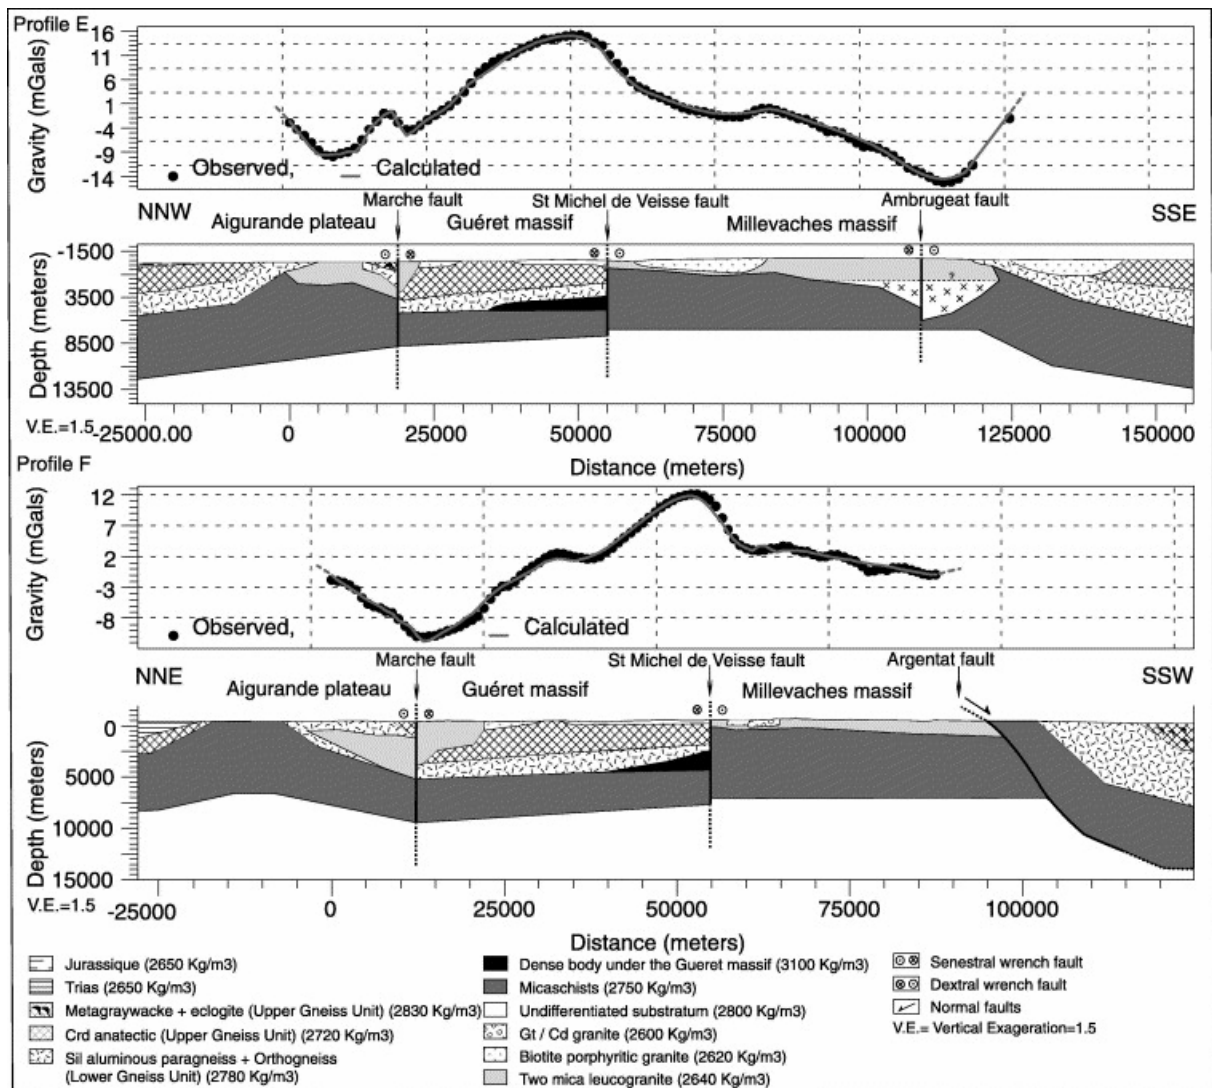 Profile E
16
11
6
1
-4
-9
-14
Gravity (mGals)
Observed,
Calculated
Marche fault
St Michel de Veisse fault
Ambrugeat fault
NNW
SSE
Aigurande plateau
Guéret massif
Millevaches massif
-1500
3500
8500
13500
Depth (meters)
?
V.E.=1.5
-25000.00 0 25000 50000 75000 100000 125000 150000
Distance (meters)
Profile F
12
7
2
-3
-8
Gravity (mGals)
Observed,
Calculated
Marche fault
St Michel de Veisse fault
Argentat fault
NNE
SSW
Aigurande plateau
Guéret massif
Millevaches massif
0
5000
10000
15000
Depth (meters)
V.E.=1.5
-25000 0 25000 50000 75000 100000
Distance (meters)
Jurassique (2650 Kg/m3)
Trias (2650 Kg/m3)
Metagraywacke + eclogite (Upper Gneiss Unit) (2830 Kg/m3)
Crd anatectic (Upper Gneiss Unit) (2720 Kg/m3)
Sil aluminous paragneiss + Orthogneiss
(Lower Gneiss Unit) (2780 Kg/m3)
Dense body under the Gueret massif (3100 Kg/m3)
Micaschists (2750 Kg/m3)
Undifferentiated substratum (2800 Kg/m3)
Gt / Cd granite (2600 Kg/m3)
Biotite porphyritic granite (2620 Kg/m3)
Two mica leucogranite (2640 Kg/m3)
Senestral wrench fault
Dextral wrench fault
Normal faults
V.E.= Vertical Exageration=1.5